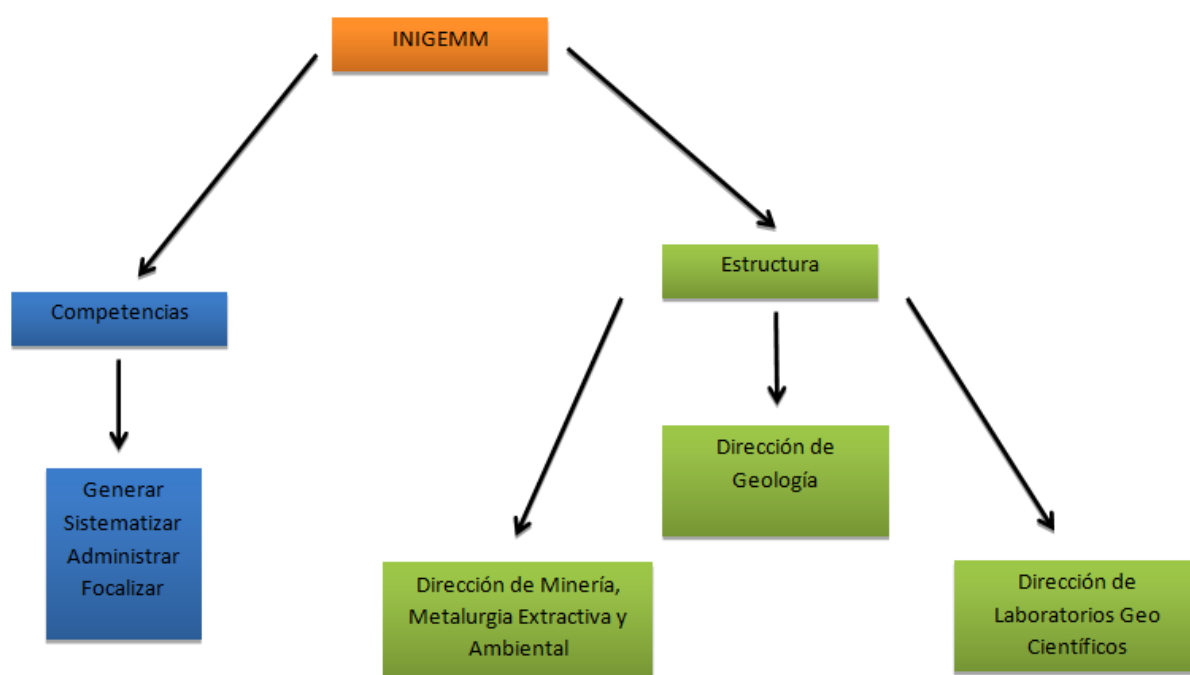 INIGEMM
Estructura
Competencias
Generar
Sistematizar
Administrar
Focalizar
Dirección de
Geología
Dirección de Minería,
Metalurgia Extractiva y
Ambiental
Dirección de
Laboratorios Geo
Científicos